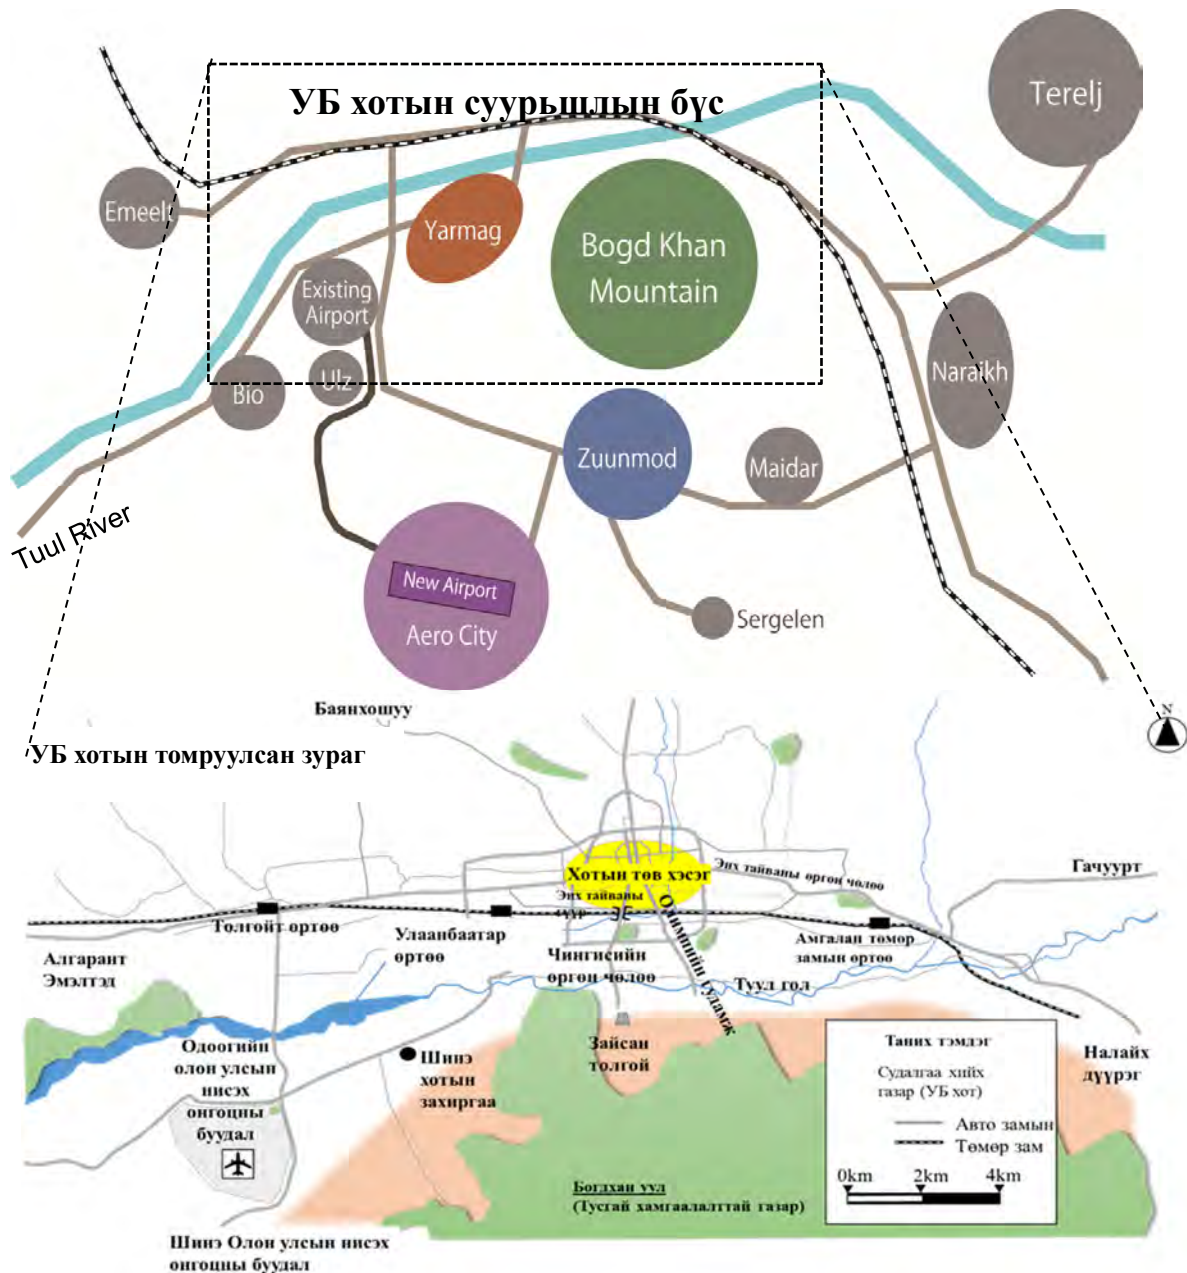 УБ хотын суурьшлын бүс
Terelj
Emeelt
Yarmag
Bogd Khan
Mountain
Existing
Airport
Ulz
Bio
Naraikh
Zuunmod
Maidar
Tuul River
New Airport
Aero City
Sergelen
Баянхошуу
N
УБ хотын томруулсан зураг
Хотын төв хэсэг
Энх тайваны өргөн чөлөө
Гачуурт
Энх тайваны
гүүр
Толгойт өртөө
Улаанбаатар
өртөө
Чингисийн
өргөн чөлөө
Олимпийн гудамж
Амгалан төмөр
замын өртөө
Алгарант
Эмэлтэд
Туул гол
Одоогийн
олон улсын
нисэх
онгоцны
буудал
Шинэ
хотын
захиргаа
Зайсан
толгой
Налайх
дүүрэг
Таних тэмдэг
Судалгаа хийх
газар (УБ хот)
Авто замын
Төмөр зам
0km 2km 4km
Богдхан уул
(Тусгай хамгаалалттай газар)
Шинэ Олон улсын нисэх
онгоцны буудал